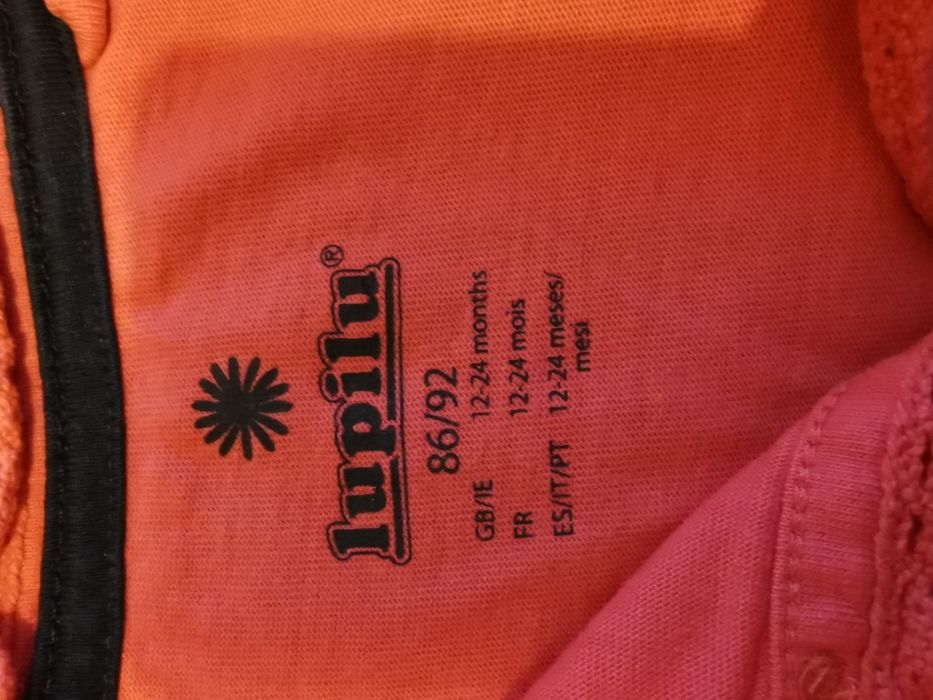 lupilu®
86/92
GB/IE 12-24 months
FR 12-24 mois
ES/IT/PT 12-24 meses/
mesi